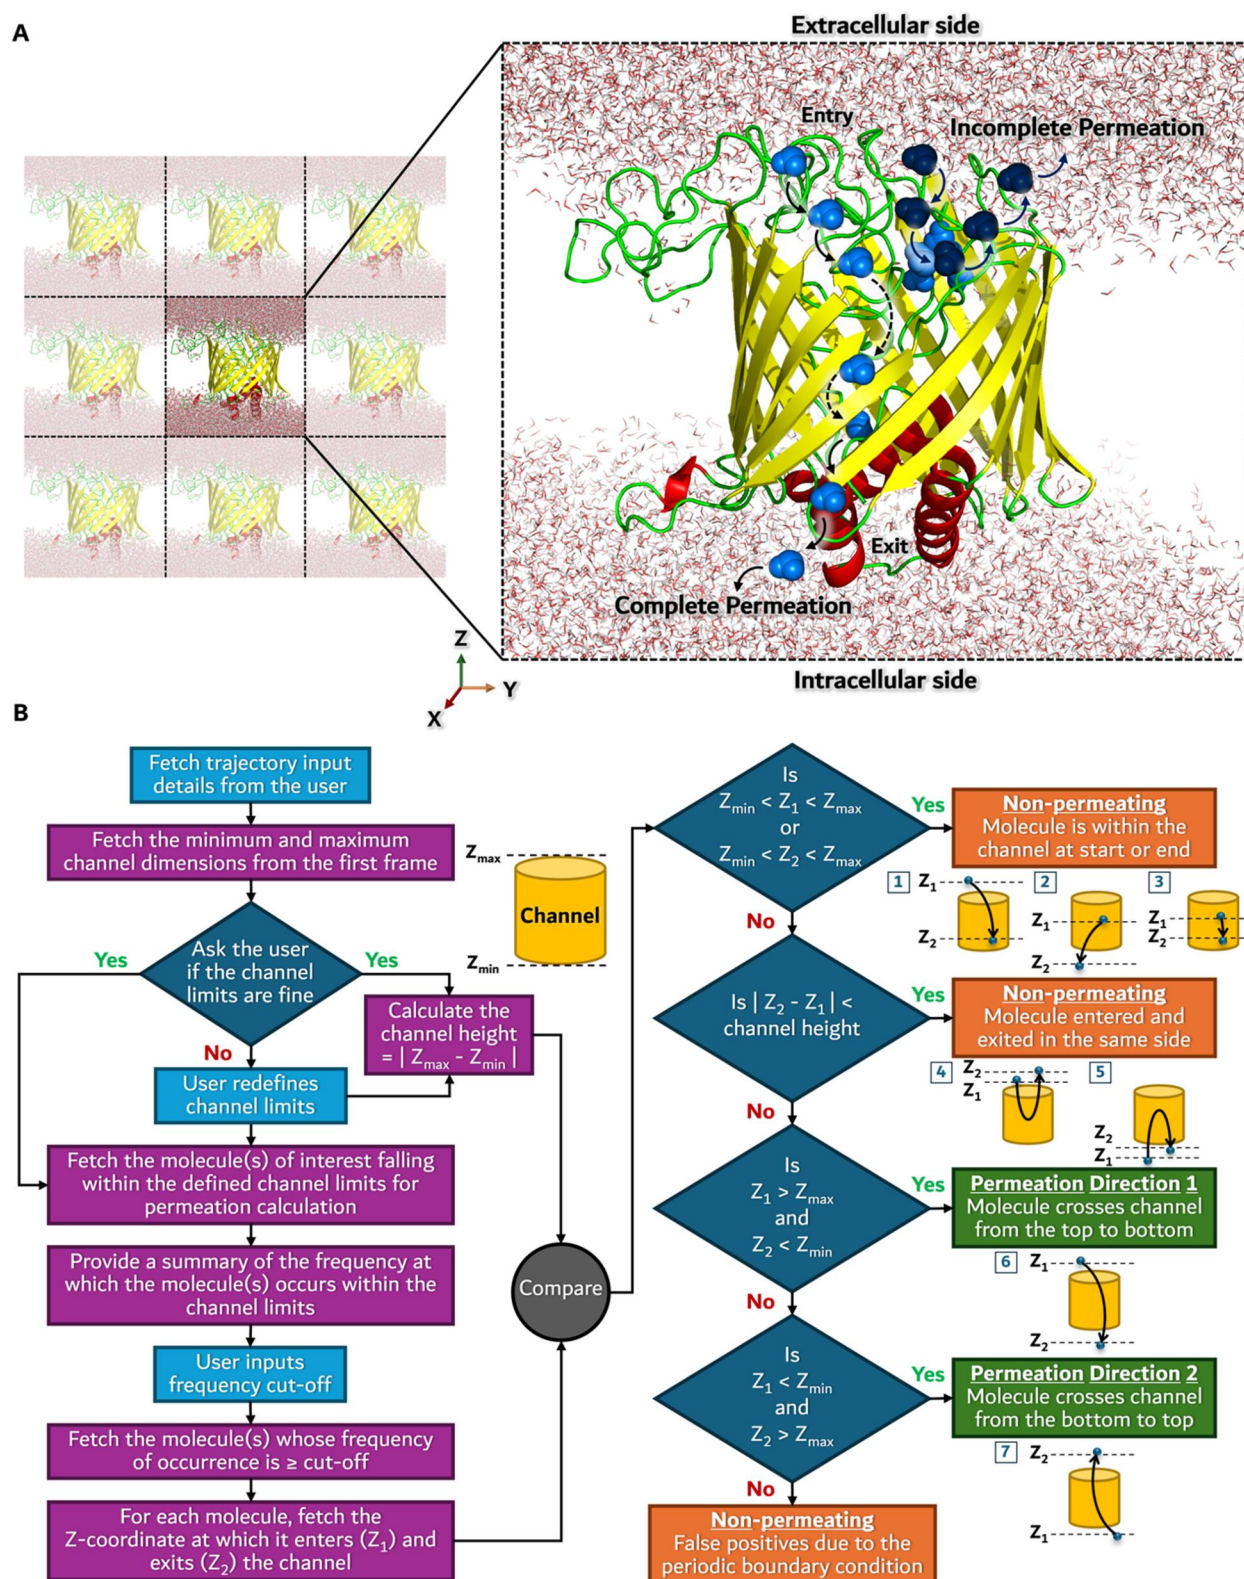 A
Extracellular side
Entry
Incomplete Permeation
Exit
Complete Permeation
Intracellular side
Z
Y
X
B
Fetch trajectory input
details from the user
Fetch the minimum and maximum
channel dimensions from the first frame
Zmax
Channel
Zmin
Yes
Ask the user
if the channel
limits are fine
Yes
No
Calculate the
channel height
= | Zmax - Zmin |
User redefines
channel limits
Fetch the molecule(s) of interest falling
within the defined channel limits for
permeation calculation
Provide a summary of the frequency at
which the molecule(s) occurs within the
channel limits
User inputs
frequency cut-off
Fetch the molecule(s) whose frequency
of occurrence is ≥ cut-off
For each molecule, fetch the
Z-coordinate at which it enters (Z1) and
exits (Z2) the channel
Compare
Is
Zmin < Z1 < Zmax
or
Zmin < Z2 < Zmax
Yes
Non-permeating
Molecule is within the
channel at start or end
1 Z1
Z2
2
Z1
Z2
3
Z1
Z2
No
Is | Z2 - Z1 | <
channel height
Yes
Non-permeating
Molecule entered and
exited in the same side
4 Z2
Z1
5
Z2
Z1
No
Is
Z1 > Zmax
and
Z2 < Zmin
Yes
Permeation Direction 1
Molecule crosses channel
from the top to bottom
6 Z1
Z2
No
Is
Z1 < Zmin
and
Z2 > Zmax
Yes
Permeation Direction 2
Molecule crosses channel
from the bottom to top
7 Z2
Z1
No
Non-permeating
False positives due to the
periodic boundary condition